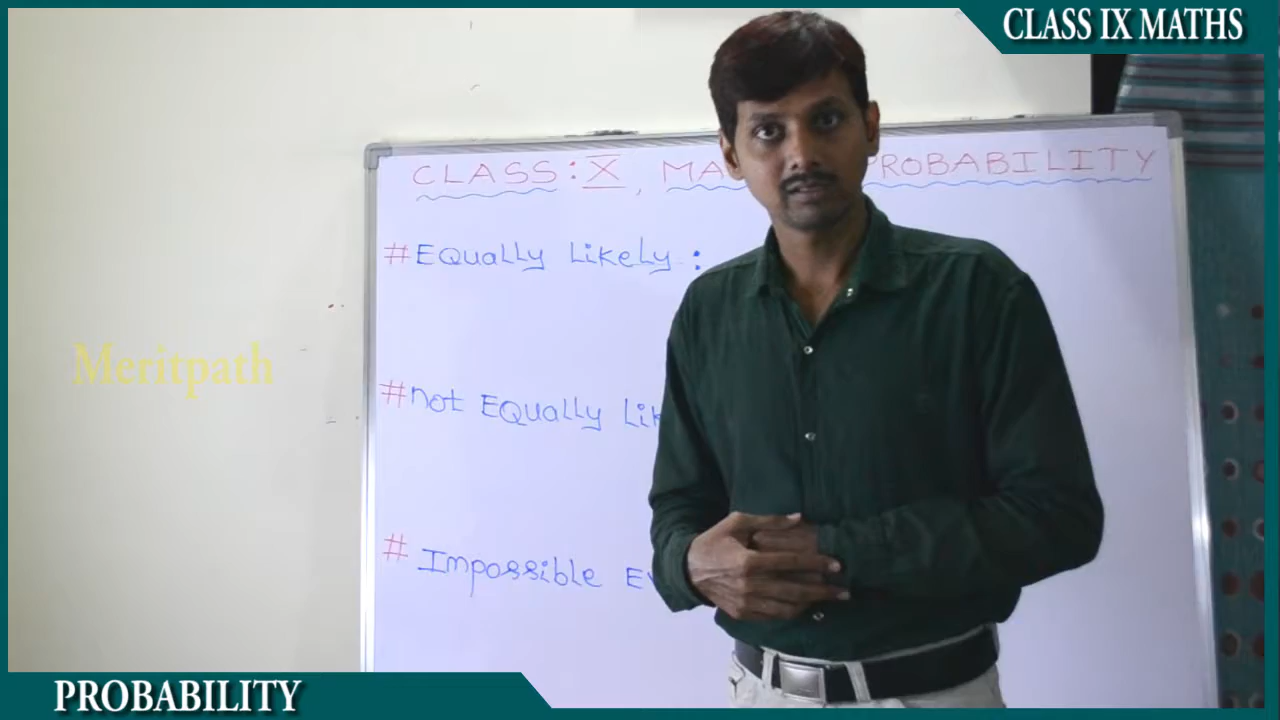 CLASS IX MATHS
CLASS: X, MA PROBABILITY
# Equally Likely :
# not Equally Lik
# Impossible Ev
Meritpath
PROBABILITY